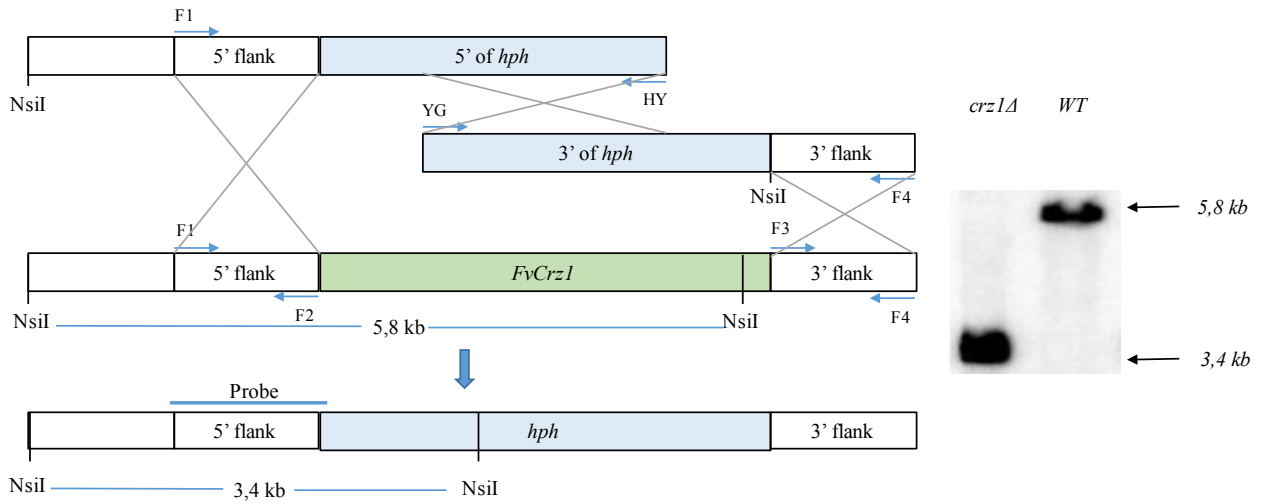 F1
5’ flank
5’ of hph
NsiI
HY
YG
3’ of hph
3’ flank
NsiI
F4
F1
F3
5’ flank
FvCrz1
3’ flank
F2
F4
NsiI
5,8 kb
NsiI
Probe
5’ flank
hph
3’ flank
NsiI
3,4 kb
NsiI
crz1Δ
WT
5,8 kb
3,4 kb